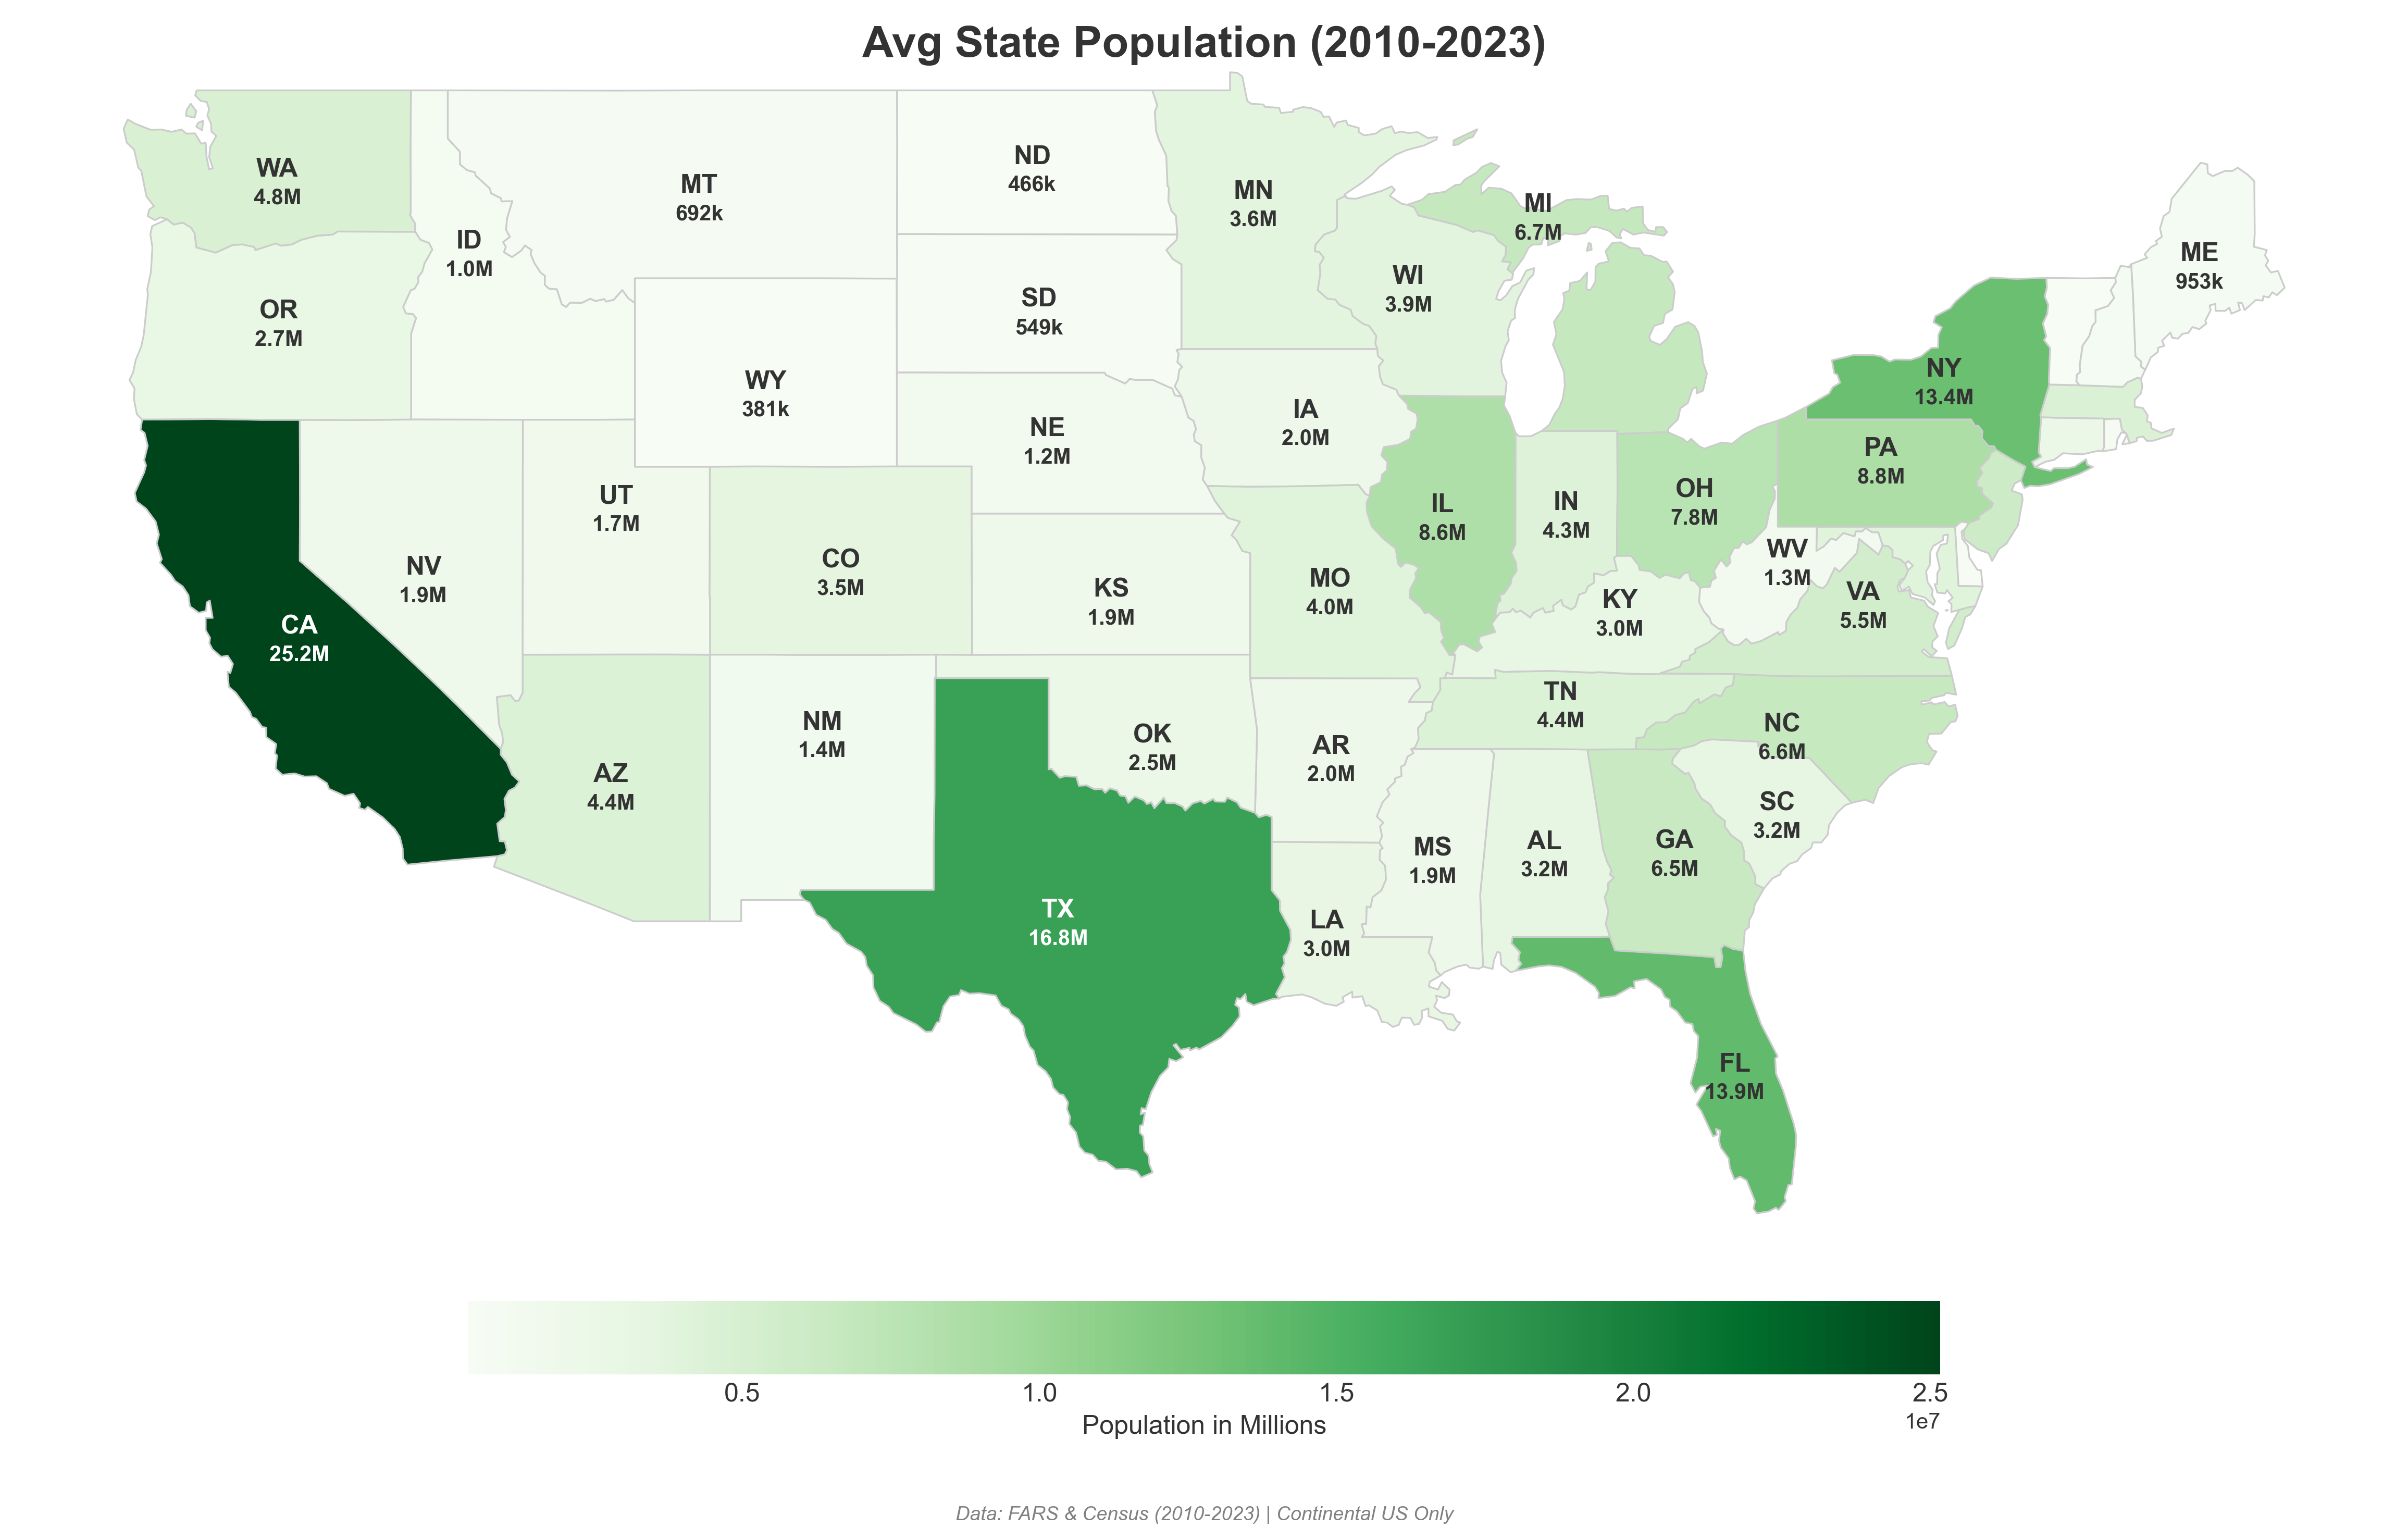 Avg State Population (2010-2023)
WA
4.8M
MT
692k
ND
466k
MN
3.6M
MI
6.7M
ID
1.0M
ME
953k
OR
2.7M
SD
549k
WI
3.9M
WY
381k
NY
13.4M
NE
1.2M
IA
2.0M
PA
8.8M
UT
1.7M
IL
8.6M
IN
4.3M
OH
7.8M
NV
1.9M
CO
3.5M
KS
1.9M
MO
4.0M
KY
3.0M
WV
1.3M
VA
5.5M
CA
25.2M
AZ
4.4M
NM
1.4M
OK
2.5M
AR
2.0M
TN
4.4M
NC
6.6M
SC
3.2M
MS
1.9M
AL
3.2M
GA
6.5M
TX
16.8M
LA
3.0M
FL
13.9M
0.5 1.0 1.5 2.0 2.5
1e7
Population in Millions
Data: FARS & Census (2010-2023) | Continental US Only